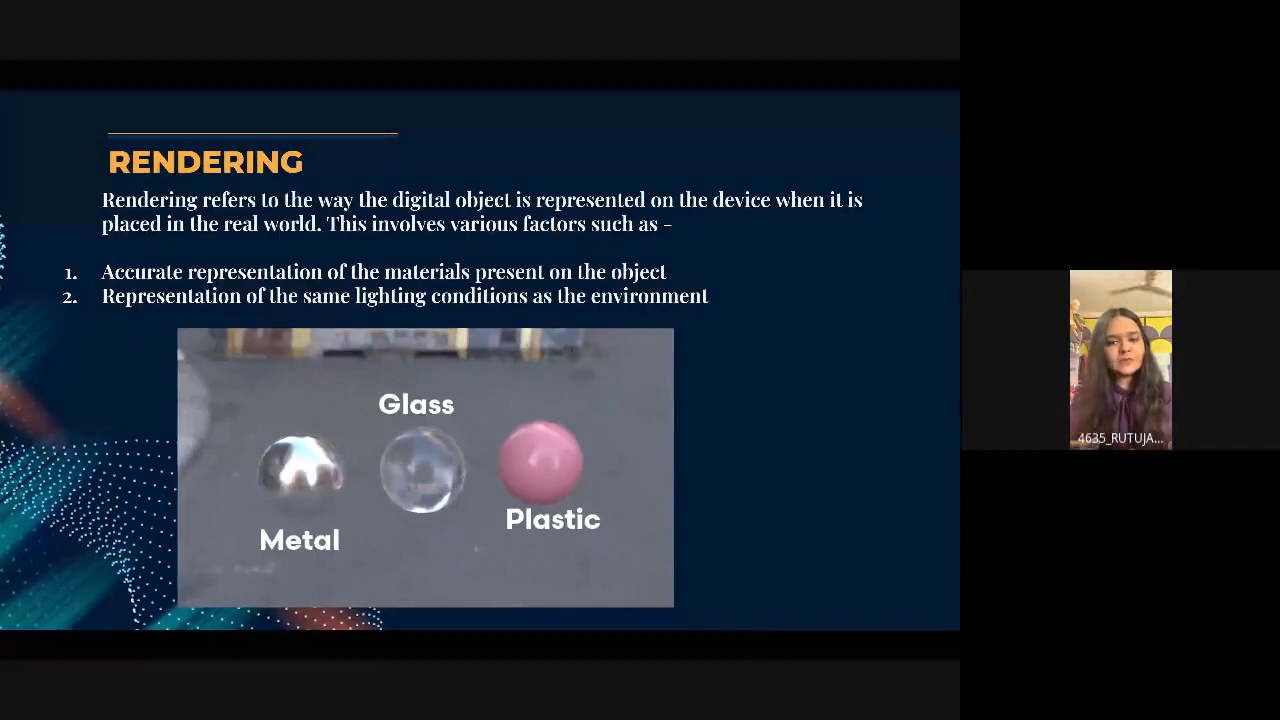 RENDERING
Rendering refers to the way the digital object is represented on the device when it is
placed in the real world. This involves various factors such as -
1. Accurate representation of the materials present on the object
2. Representation of the same lighting conditions as the environment
Glass
Metal
Plastic
4635_RUTUJA...